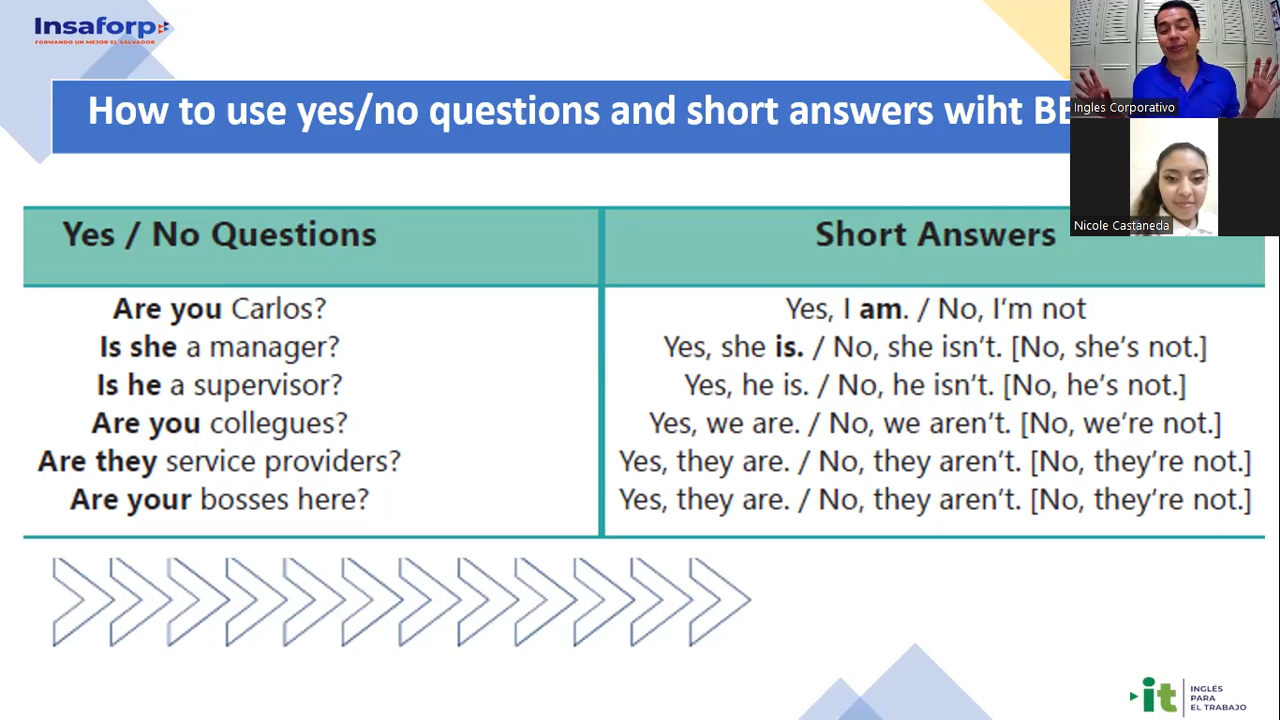 Insaforp
FORMANDO UN MEJOR EL SALVADOR
How to use yes/no questions and short answers wiht BE
Ingles Corporativo
Nicole Castaneda
Yes / No Questions
Short Answers
Are you Carlos?
Yes, I am. / No, I'm not
Is she a manager?
Yes, she is. / No, she isn't. [No, she's not.]
Is he a supervisor?
Yes, he is. / No, he isn't. [No, he's not.]
Are you collegues?
Yes, we are. / No, we aren't. [No, we're not.]
Are they service providers?
Yes, they are. / No, they aren't. [No, they're not.]
Are your bosses here?
Yes, they are. / No, they aren't. [No, they're not.]
it
INGLÉS
PARA
EL TRABAJO